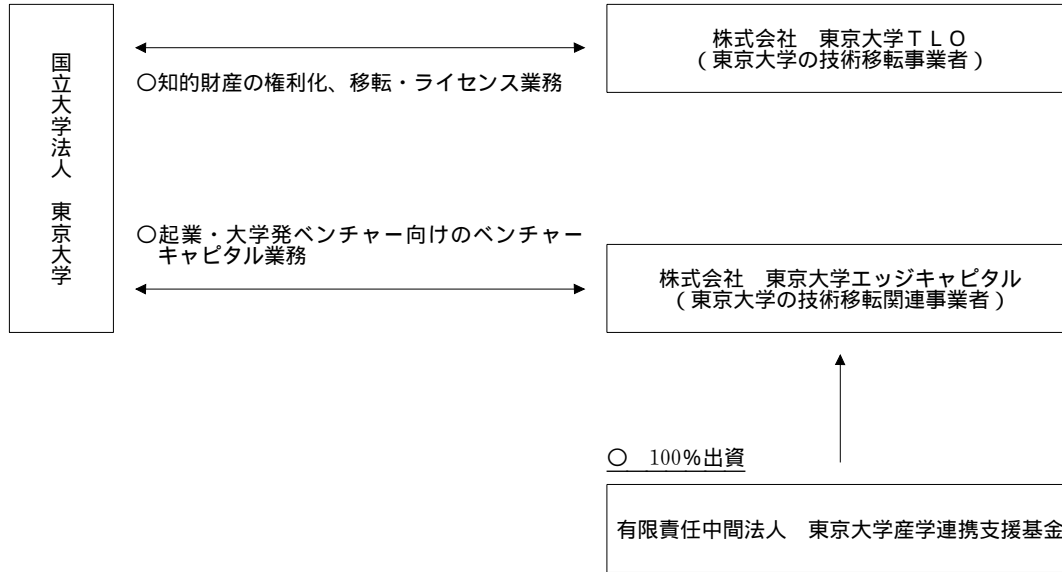 国立大学法人　東京大学
株式会社　東京大学ＴＬＯ
（東京大学の技術移転事業者）
○知的財産の権利化、移転・ライセンス業務
○起業・大学発ベンチャー向けのベンチャー
キャピタル業務
株式会社　東京大学エッジキャピタル
（東京大学の技術移転関連事業者）
○　100%出資
有限責任中間法人　東京大学産学連携支援基金